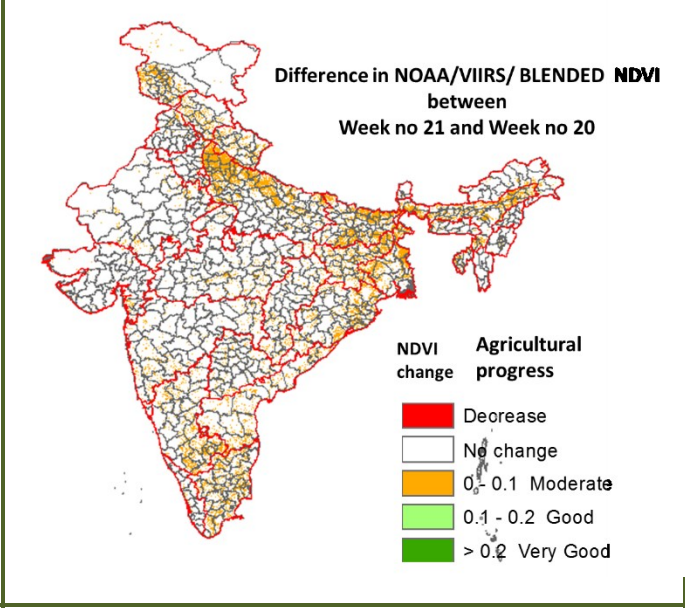 Difference in NOAA/VIIRS/ BLENDED NDVI
between
Week no 21 and Week no 20
NDVI change
Agricultural progress
Decrease
No change
0 - 0.1 Moderate
0.1 - 0.2 Good
> 0.2 Very Good